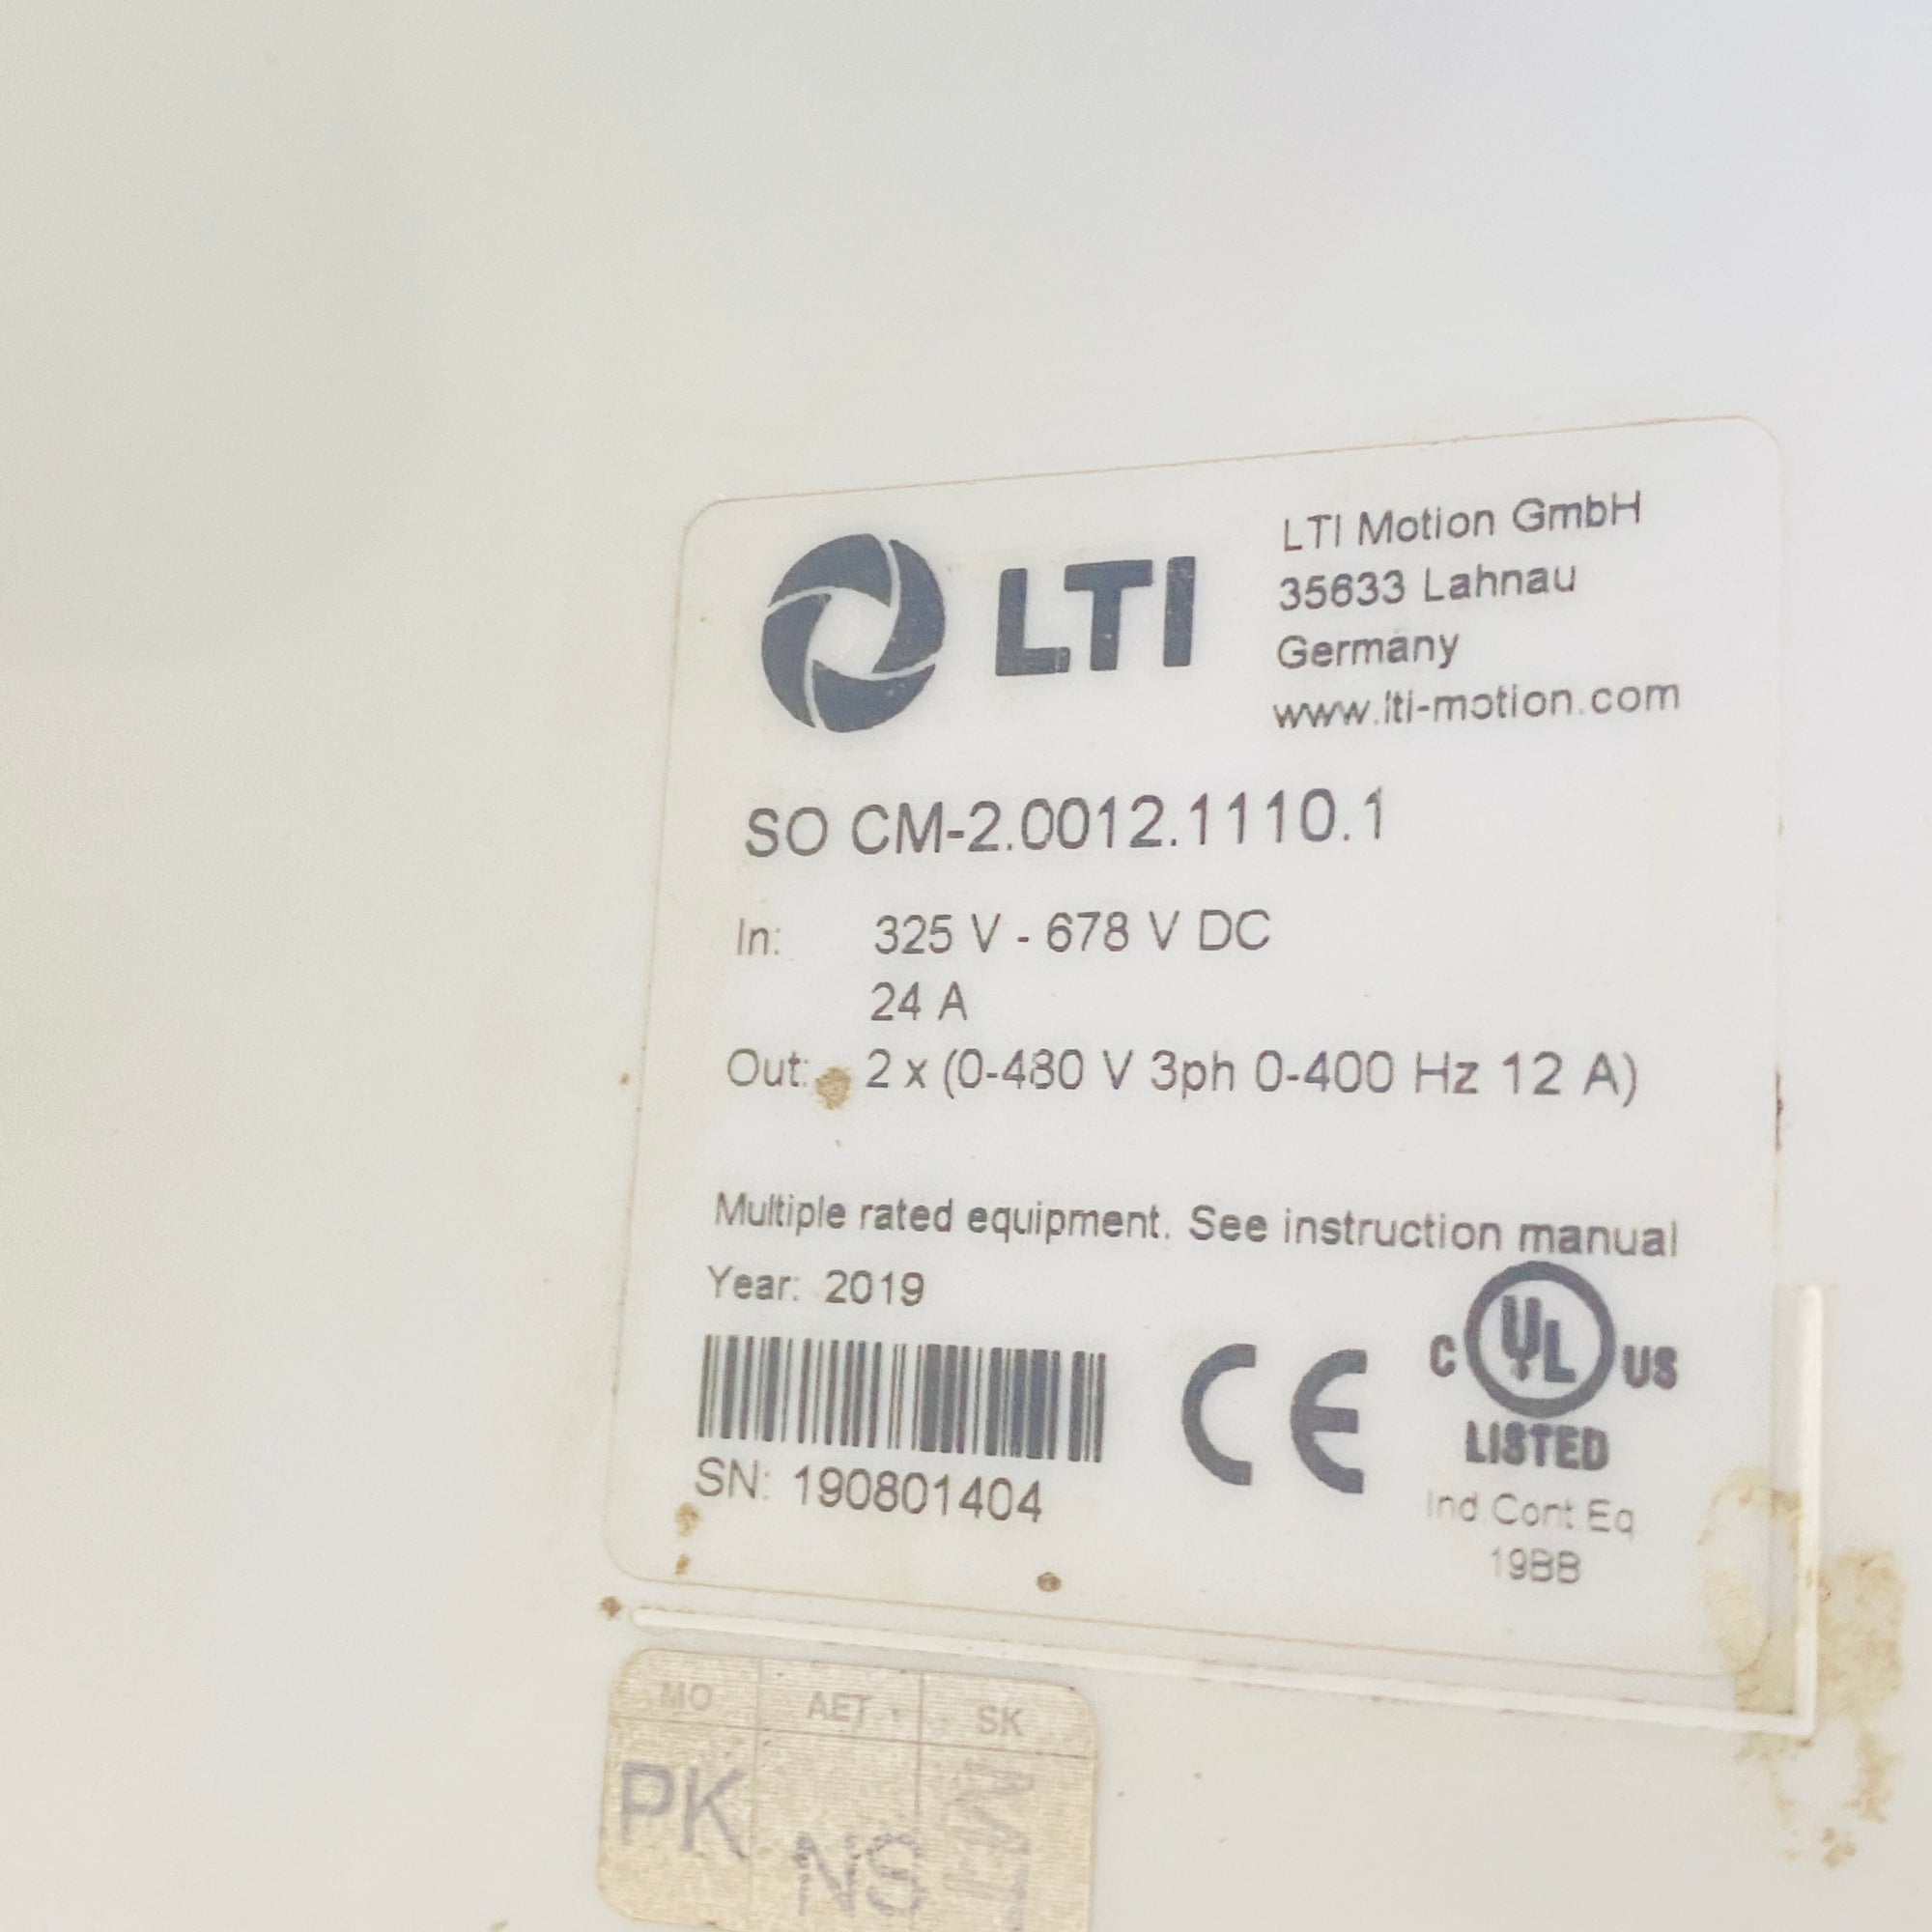 LTI
LTI Motion GmbH
35633 Lahnau
Germany
www.lti-motion.com
SO CM-2.0012.1110.1
In: 325 V - 678 V DC
24 A
Out: 2 x (0-480 V 3ph 0-400 Hz 12 A)
Multiple rated equipment. See instruction manual
Year: 2019
SN: 190801404
CE
C UL US
LISTED
Ind Cont Eq
19BB
MO AET SK
PK NS